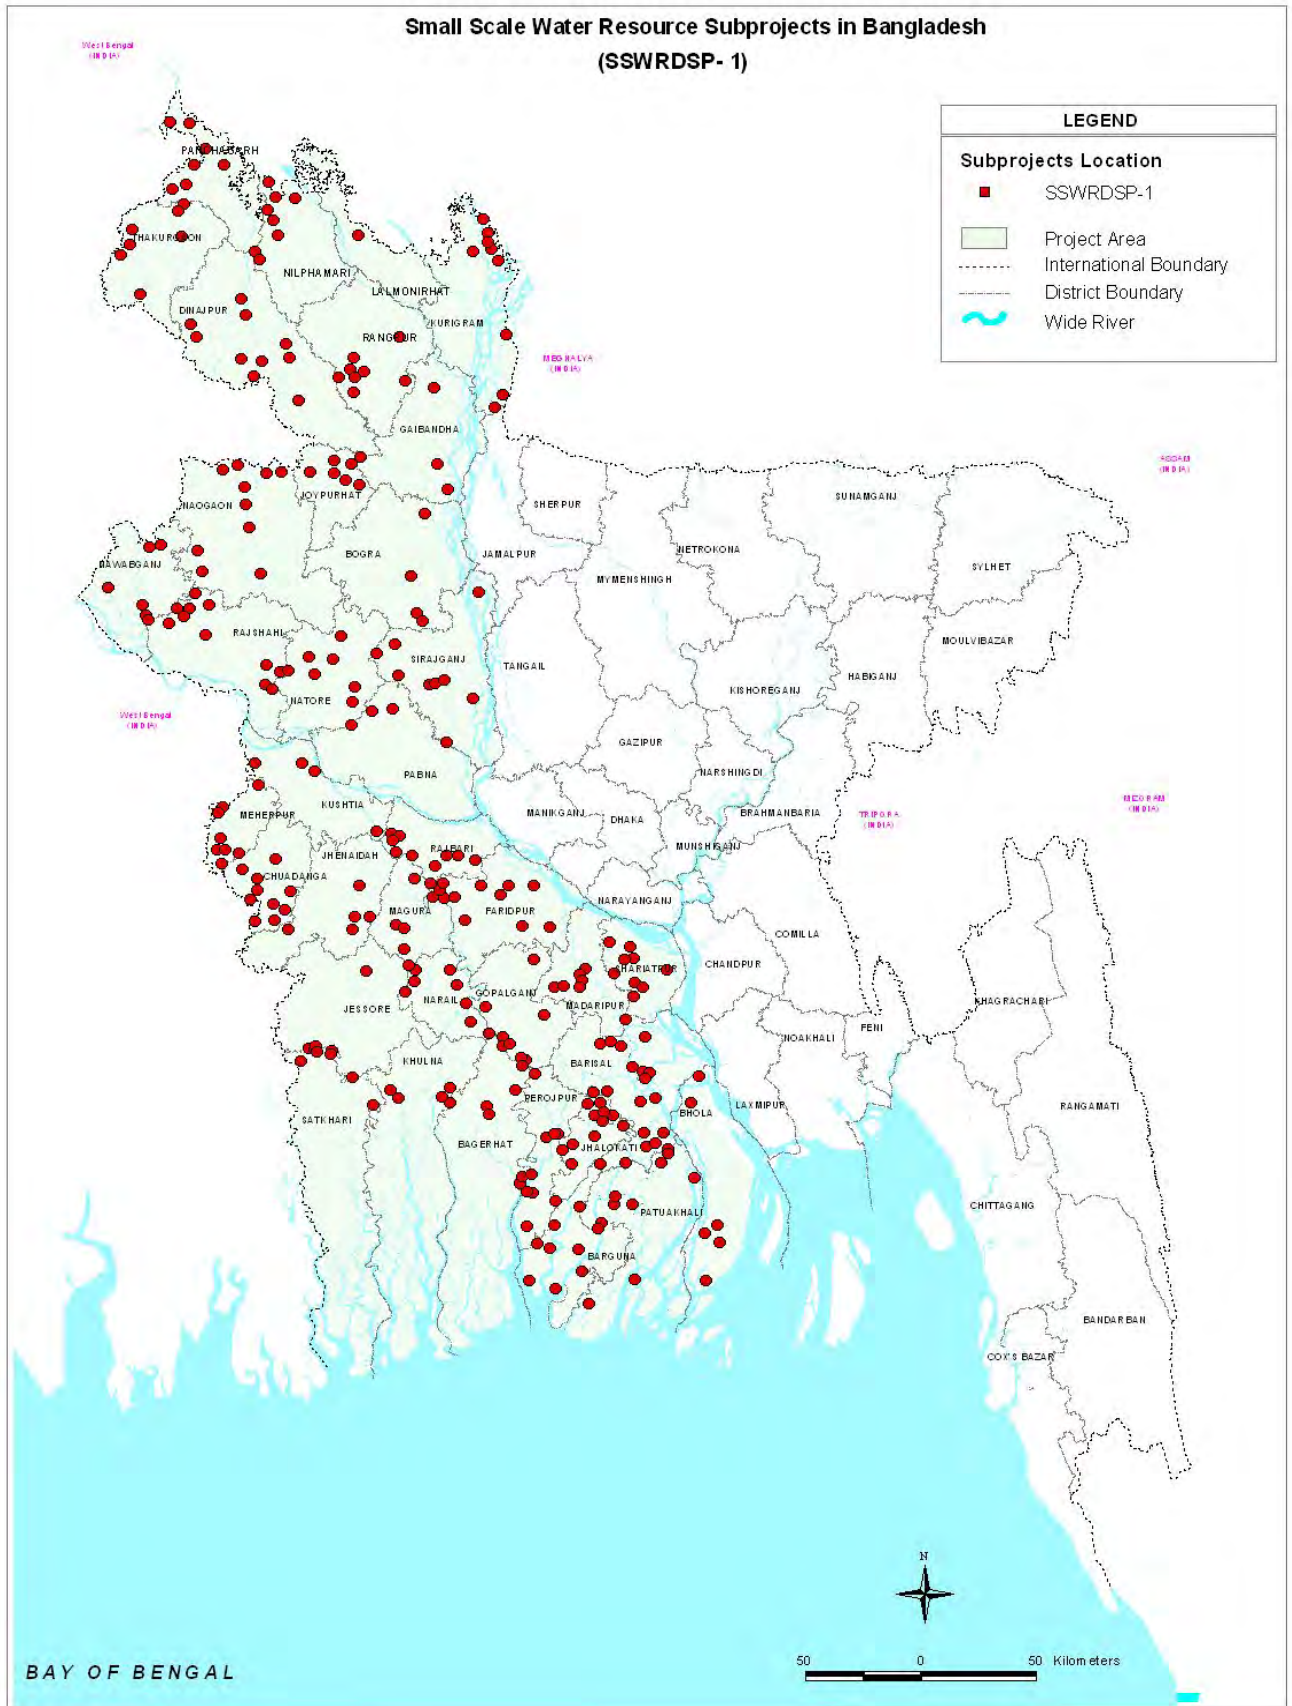 Small Scale Water Resource Subprojects in Bangladesh
(SSWRDSP- 1)
West Bengal
(INDIA)
LEGEND
Subprojects Location
SSWRDSP-1
Project Area
International Boundary
District Boundary
Wide River
PANCHAGARH
THAKURGAON
NILPHAMARI
LALMONIRHAT
DINAJPUR
KURIGRAM
RANGPUR
MEGHALYA
(INDIA)
GAIBANDHA
ASSAM
(INDIA)
JOYPURHAT
SUNAMGANJ
NAOGAON
SHERPUR
NETROKONA
BOGRA
JAMALPUR
NAWABGANJ
SYLHET
MYMENSHINGH
RAJSHAHI
MOULVIBAZAR
SIRAJGANJ
TANGAIL
HABIGANJ
KISHOREGANJ
NATORE
West Bengal
(INDIA)
GAZIPUR
NARSHINGDI
PABNA
KUSHTIA
MEHERPUR
MANIKGANJ
DHAKA
BRAHMANBARIA
TRIPORA
(INDIA)
MIZORAM
(INDIA)
MUNSHIGANJ
RAJBARI
JHENAIDAH
CHUADANGA
NARAYANGANJ
MAGURA
FARIDPUR
COMILLA
SHARIATPUR
CHANDPUR
GOPALGANJ
NARAIL
MADARIPUR
KHAGRACHARI
JESSORE
FENI
NOAKHALI
KHULNA
BARISAL
PEROJPUR
LAXMIPUR
BHOLA
RANGAMATI
SATKHARI
BAGERHAT
JHALOKATI
CHITTAGANG
PATUAKHALI
BARGUNA
BANDARBAN
COX'S BAZAR
N
50 0 50 Kilometers
BAY OF BENGAL